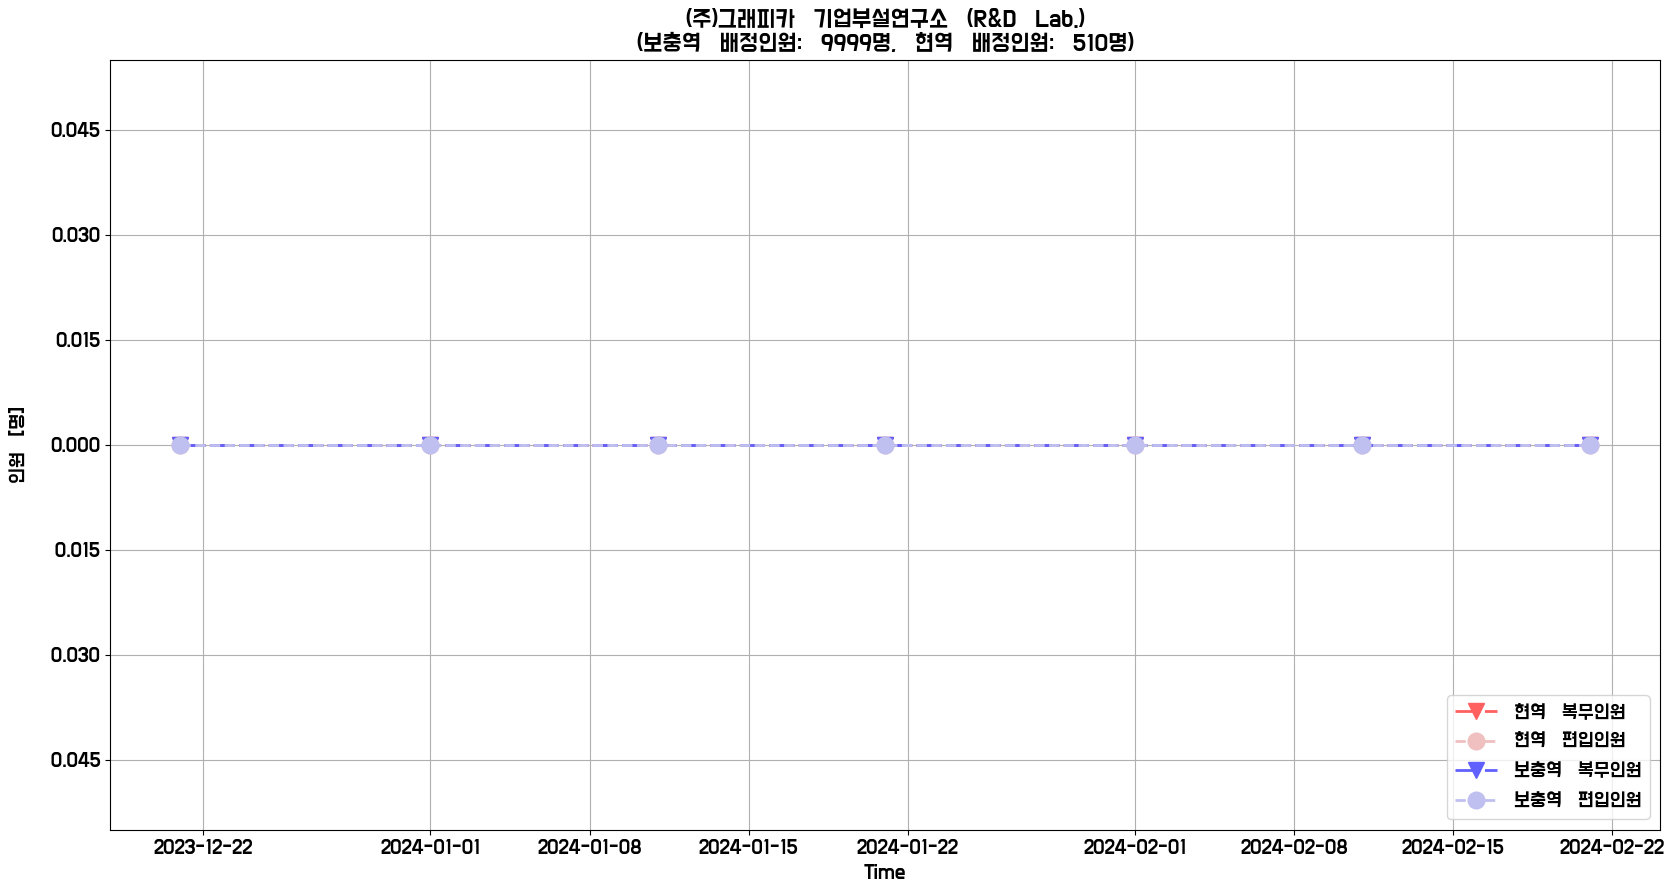 (주)그래피카 기업부설연구소 (R&D Lab.)
(보충역 배정인원: 9999명, 현역 배정인원: 510명)
0.045
0.030
0.015
0.000
0.015
0.030
0.045
인원 [명]
현역 복무인원
현역 편입인원
보충역 복무인원
보충역 편입인원
2023-12-22 2024-01-01 2024-01-08 2024-01-15 2024-01-22 2024-02-01 2024-02-08 2024-02-15 2024-02-22
Time